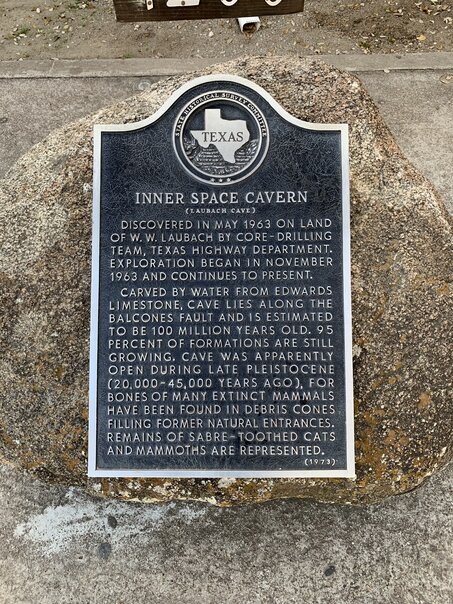 STATE HISTORICAL SURVEY COMMITTEE
TEXAS
INNER SPACE CAVERN
(LAUBACH CAVE)
DISCOVERED IN MAY 1963 ON LAND
OF W. W. LAUBACH BY CORE-DRILLING
TEAM, TEXAS HIGHWAY DEPARTMENT.
EXPLORATION BEGAN IN NOVEMBER
1963 AND CONTINUES TO PRESENT.
CARVED BY WATER FROM EDWARDS
LIMESTONE, CAVE LIES ALONG THE
BALCONES FAULT AND IS ESTIMATED
TO BE 100 MILLION YEARS OLD. 95
PERCENT OF FORMATIONS ARE STILL
GROWING. CAVE WAS APPARENTLY
OPEN DURING LATE PLEISTOCENE
(20,000-45,000 YEARS AGO), FOR
BONES OF MANY EXTINCT MAMMALS
HAVE BEEN FOUND IN DEBRIS CONES
FILLING FORMER NATURAL ENTRANCES.
REMAINS OF SABRE-TOOTHED CATS
AND MAMMOTHS ARE REPRESENTED.
(1973)